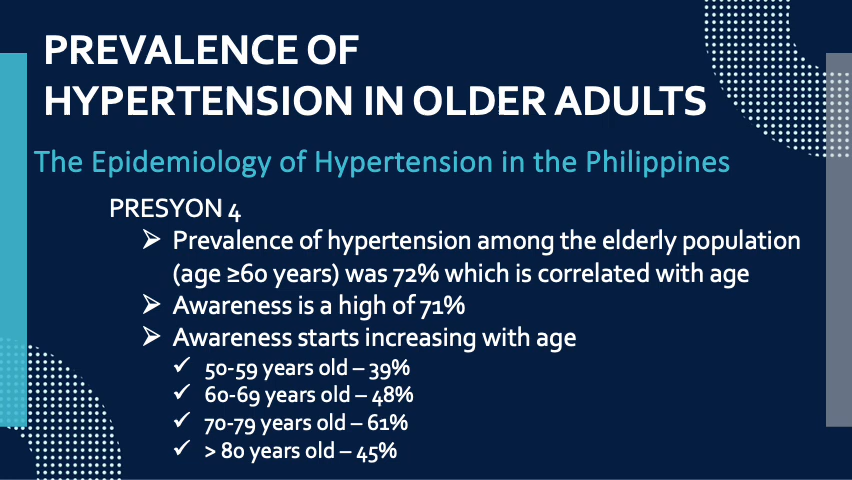 PREVALENCE OF
HYPERTENSION IN OLDER ADULTS
The Epidemiology of Hypertension in the Philippines
PRESYON 4
➢ Prevalence of hypertension among the elderly population
(age ≥60 years) was 72% which is correlated with age
➢ Awareness is a high of 71%
➢ Awareness starts increasing with age
✓ 50-59 years old – 39%
✓ 60-69 years old – 48%
✓ 70-79 years old – 61%
✓ > 80 years old – 45%